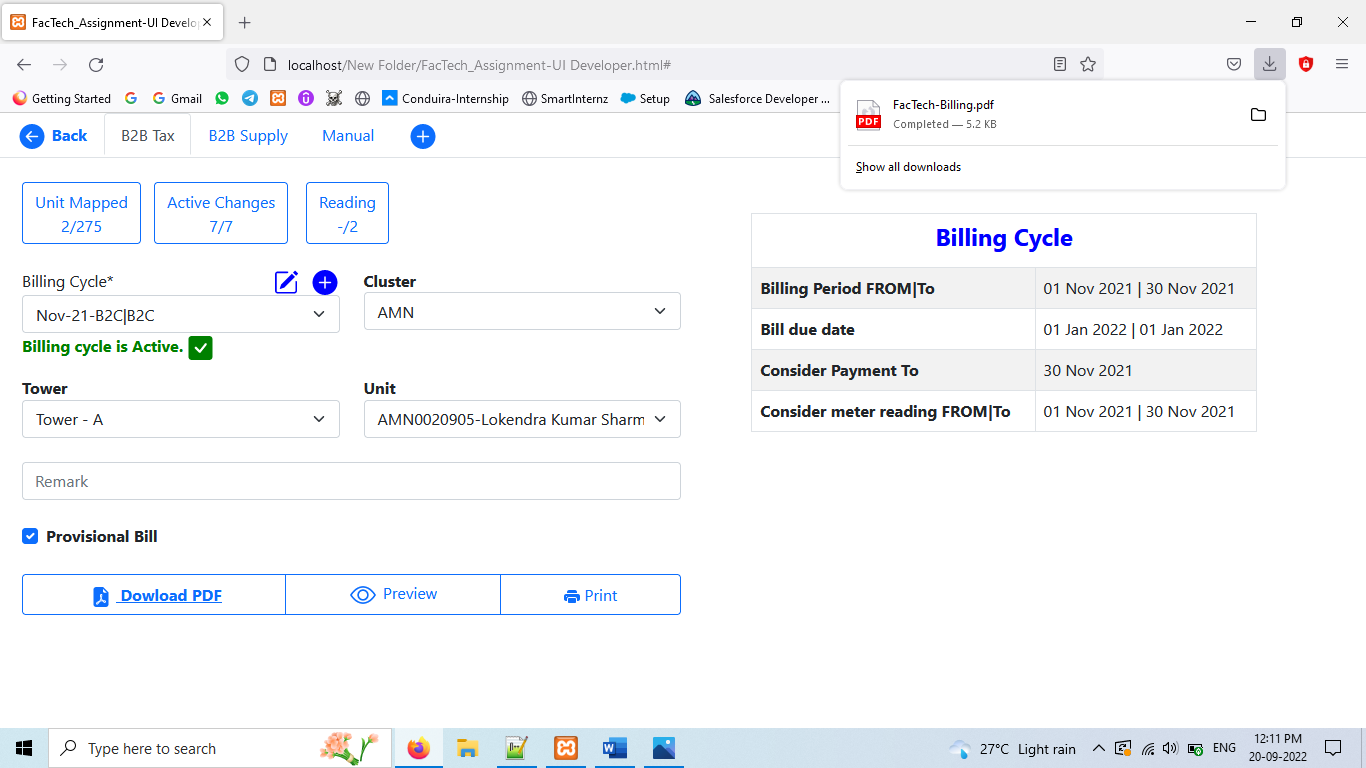 FacTech_Assignment-UI Develop
localhost/New Folder/FacTech_Assignment-UI Developer.html#
Getting Started
Gmail
Conduira-Internship
SmartInternz
Setup
Salesforce Developer ...
FacTech-Billing.pdf
PDF
Completed — 5.2 KB
Show all downloads
Back
B2B Tax
B2B Supply
Manual
Unit Mapped
2/275
Active Changes
7/7
Reading
-/2
Billing Cycle*
Nov-21-B2C|B2C
Billing cycle is Active.
Cluster
AMN
Tower
Tower - A
Unit
AMN0020905-Lokendra Kumar Sharm
Remark
Provisional Bill
Dowload PDF
Preview
Print
Billing Cycle
Billing Period FROM|To
01 Nov 2021 | 30 Nov 2021
Bill due date
01 Jan 2022 | 01 Jan 2022
Consider Payment To
30 Nov 2021
Consider meter reading FROM|To
01 Nov 2021 | 30 Nov 2021
Type here to search
27°C Light rain
ENG
12:11 PM
20-09-2022